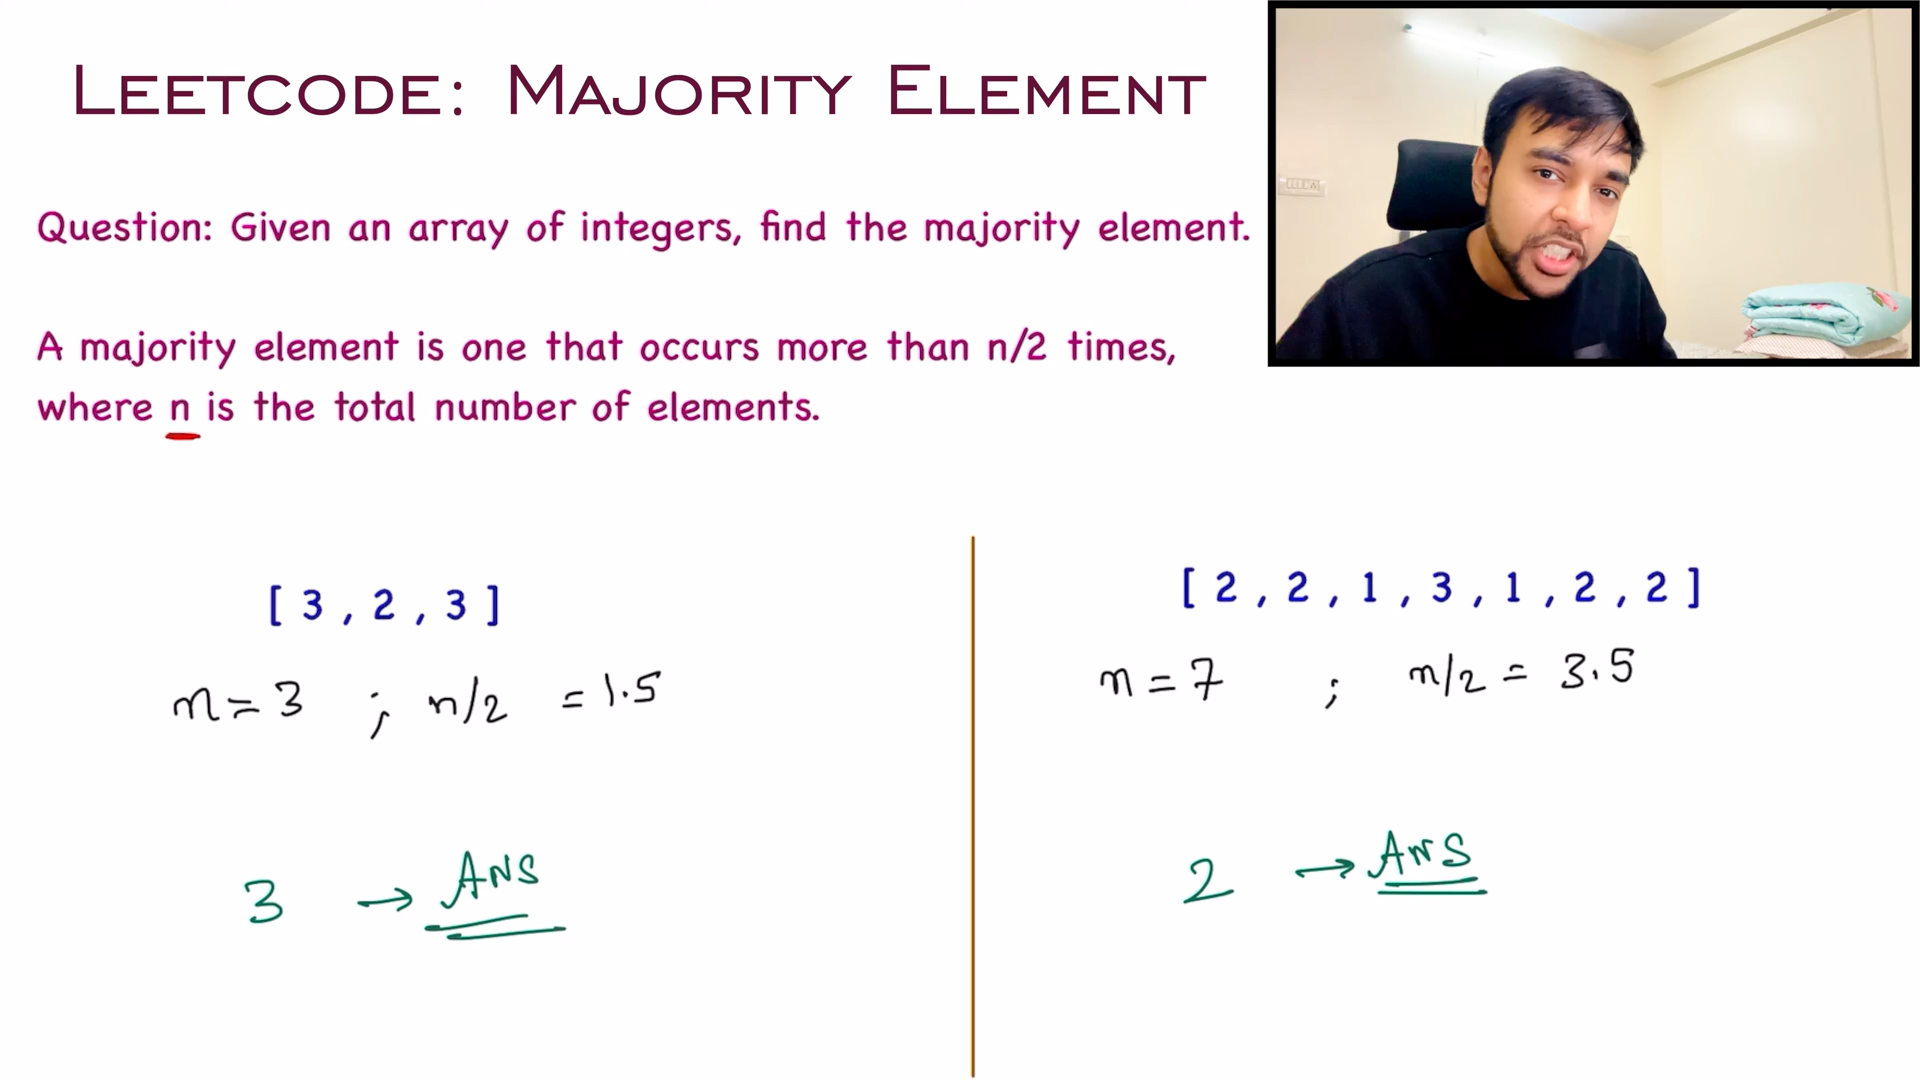 LEETCODE: MAJORITY ELEMENT
Question: Given an array of integers, find the majority element.
A majority element is one that occurs more than n/2 times,
where n is the total number of elements.
[ 3 , 2 , 3 ]
n = 3 ; n/2 = 1.5
3 → ANS
[ 2 , 2 , 1 , 3 , 1 , 2 , 2 ]
n = 7 ; n/2 = 3.5
2 → ANS